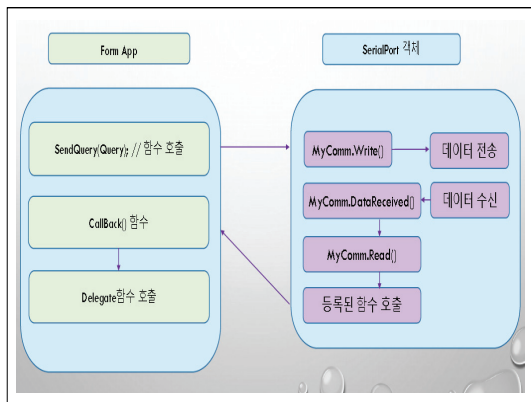 Form App
SerialPort 객체
SendQuery(Query); // 함수 호출
CallBack() 함수
Delegate함수 호출
MyComm.Write()
데이터 전송
MyComm.DataReceived()
데이터 수신
MyComm.Read()
등록된 함수 호출